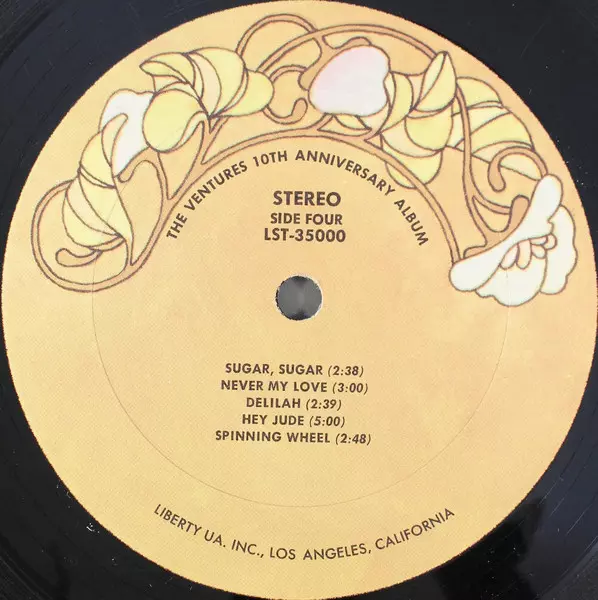 THE VENTURES 10TH ANNIVERSARY ALBUM
STEREO
SIDE FOUR
LST-35000
SUGAR, SUGAR (2:38)
NEVER MY LOVE (3:00)
DELILAH (2:39)
HEY JUDE (5:00)
SPINNING WHEEL (2:48)
LIBERTY UA. INC., LOS ANGELES, CALIFORNIA